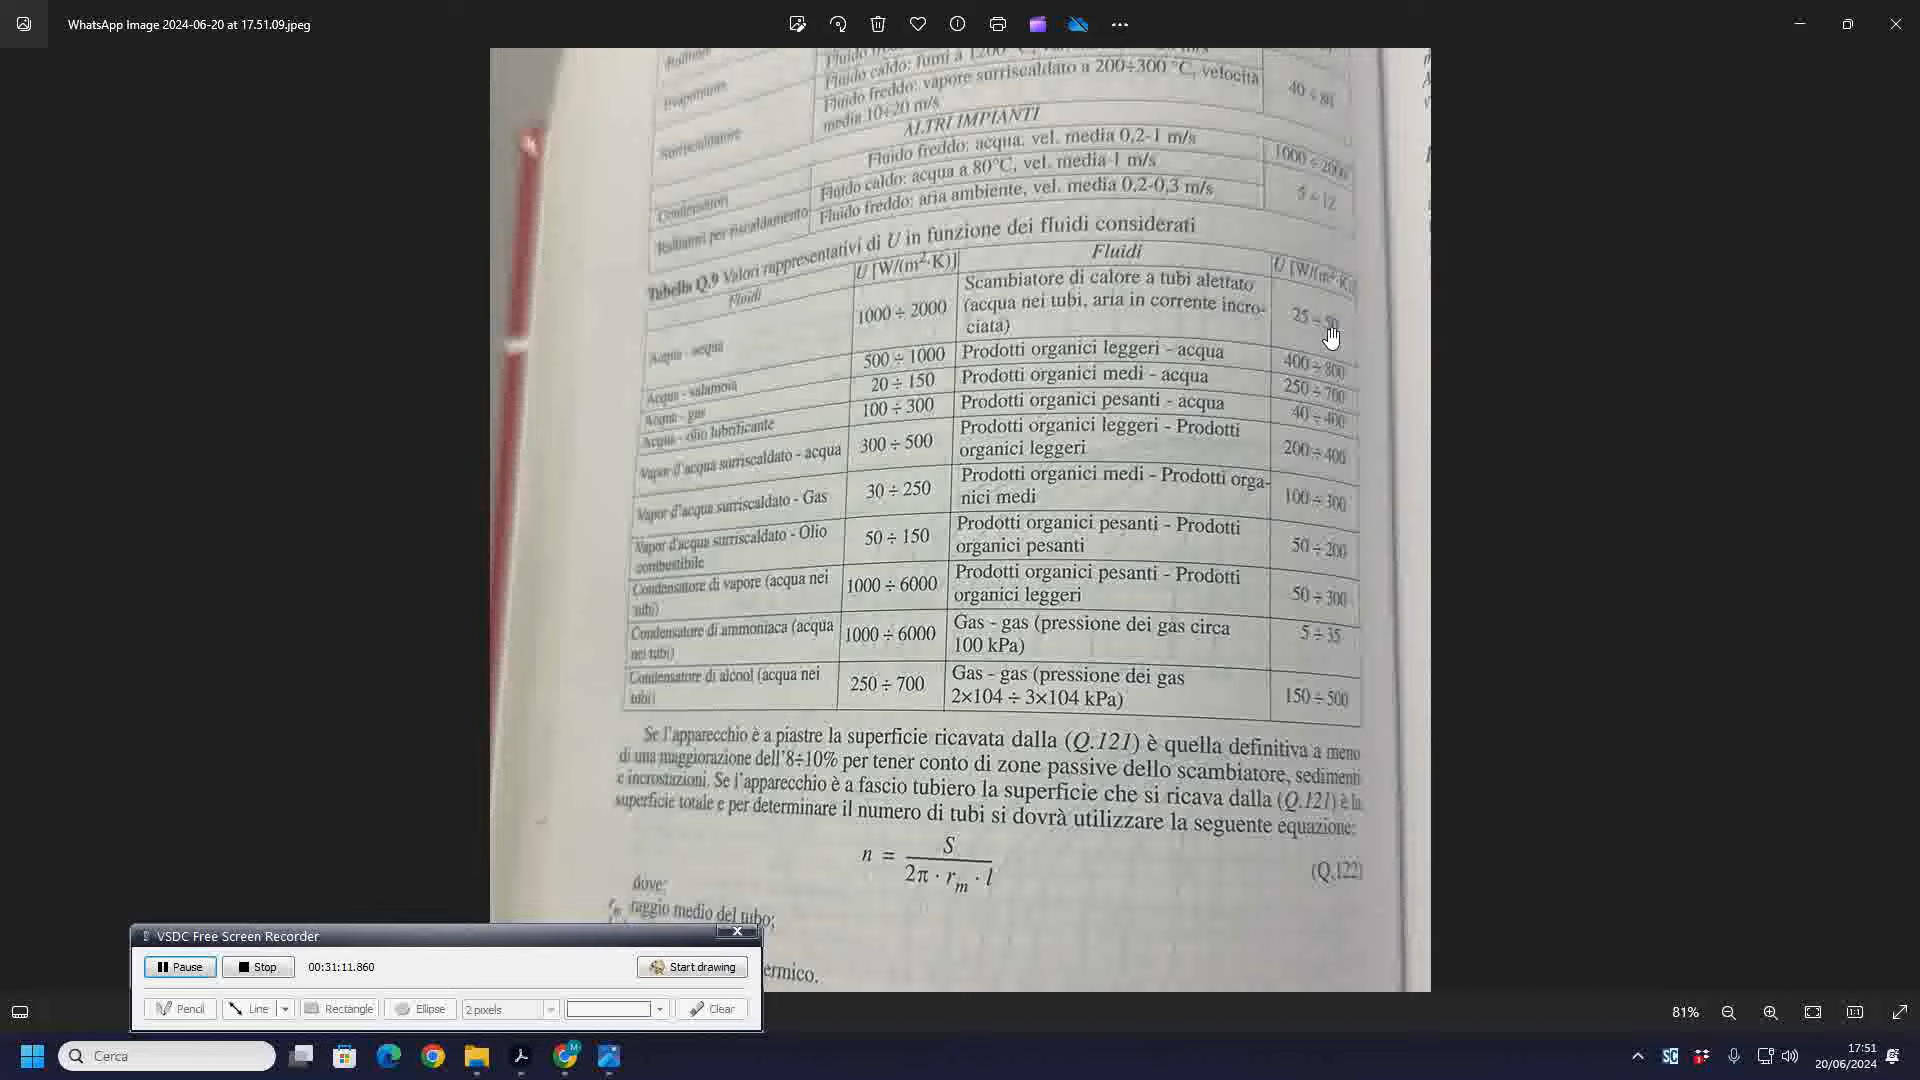 WhatsApp Image 2024-06-20 at 17.51.09.jpeg
Fluido caldo: fumi a 1200
Evaporatore
Fluido freddo: vapore surriscaldato a 200÷300 °C, velocità
media 10÷20 m/s
40 ÷ 80
Surriscaldatore
ALTRI IMPIANTI
Condensatori
Fluido freddo: acqua, vel. media 0,2-1 m/s
1000 ÷ 2000
Radiatori per riscaldamento
Fluido caldo: acqua a 80°C, vel. media 1 m/s
Fluido freddo: aria ambiente, vel. media 0,2-0,3 m/s
5 ÷ 12
Tabella Q.9 Valori rappresentativi di U in funzione dei fluidi considerati
Fluidi
U [W/(m²·K)]
Fluidi
U [W/(m²·K)]
Acqua - acqua
1000 ÷ 2000
Scambiatore di calore a tubi alettato
(acqua nei tubi, aria in corrente incro-
ciata)
25 ÷ 50
Acqua - salamoia
500 ÷ 1000
Prodotti organici leggeri - acqua
400 ÷ 800
Acqua - gas
20 ÷ 150
Prodotti organici medi - acqua
250 ÷ 700
Acqua - olio lubrificante
100 ÷ 300
Prodotti organici pesanti - acqua
40 ÷ 400
Vapor d'acqua surriscaldato - acqua
300 ÷ 500
Prodotti organici leggeri - Prodotti
organici leggeri
200 ÷ 400
Vapor d'acqua surriscaldato - Gas
30 ÷ 250
Prodotti organici medi - Prodotti orga-
nici medi
100 ÷ 300
Vapor d'acqua surriscaldato - Olio
combustibile
50 ÷ 150
Prodotti organici pesanti - Prodotti
organici pesanti
50 ÷ 200
Condensatore di vapore (acqua nei
tubi)
1000 ÷ 6000
Prodotti organici pesanti - Prodotti
organici leggeri
50 ÷ 300
Condensatore di ammoniaca (acqua
nei tubi)
1000 ÷ 6000
Gas - gas (pressione dei gas circa
100 kPa)
5 ÷ 35
Condensatore di alcool (acqua nei
tubi)
250 ÷ 700
Gas - gas (pressione dei gas
2×104 ÷ 3×104 kPa)
150 ÷ 500
Se l'apparecchio è a piastre la superficie ricavata dalla (Q.121) è quella definitiva a meno
di una maggiorazione dell'8÷10% per tener conto di zone passive dello scambiatore, sedimenti
e incrostazioni. Se l'apparecchio è a fascio tubiero la superficie che si ricava dalla (Q.121) è la
superficie totale e per determinare il numero di tubi si dovrà utilizzare la seguente equazione:
n = S / 2π · rm · l
(Q.122)
dove:
rm raggio medio del tubo;
ermico.
VSDC Free Screen Recorder
Pause
Stop
00:31:11.860
Start drawing
Pencil
Line
Rectangle
Ellipse
2 pixels
Clear
81%
Cerca
M
SC
17:51
20/06/2024